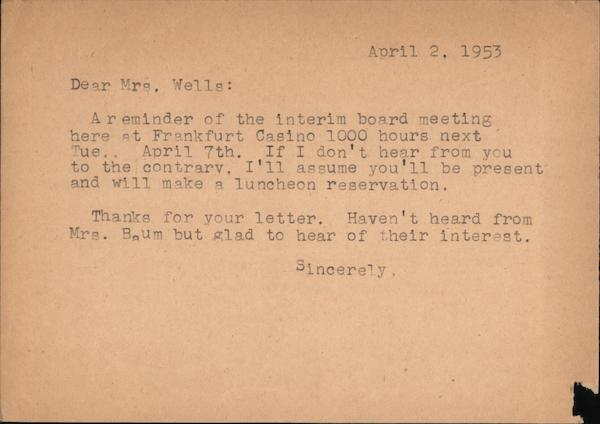 April 2, 1953
Dear Mrs. Wells:
A reminder of the interim board meeting
here at Frankfurt Casino 1000 hours next
Tue.. April 7th. If I don't hear from you
to the contrary, I'll assume you'll be present
and will make a luncheon reservation.
Thanks for your letter. Haven't heard from
Mrs. Baum but glad to hear of their interest.
Sincerely,